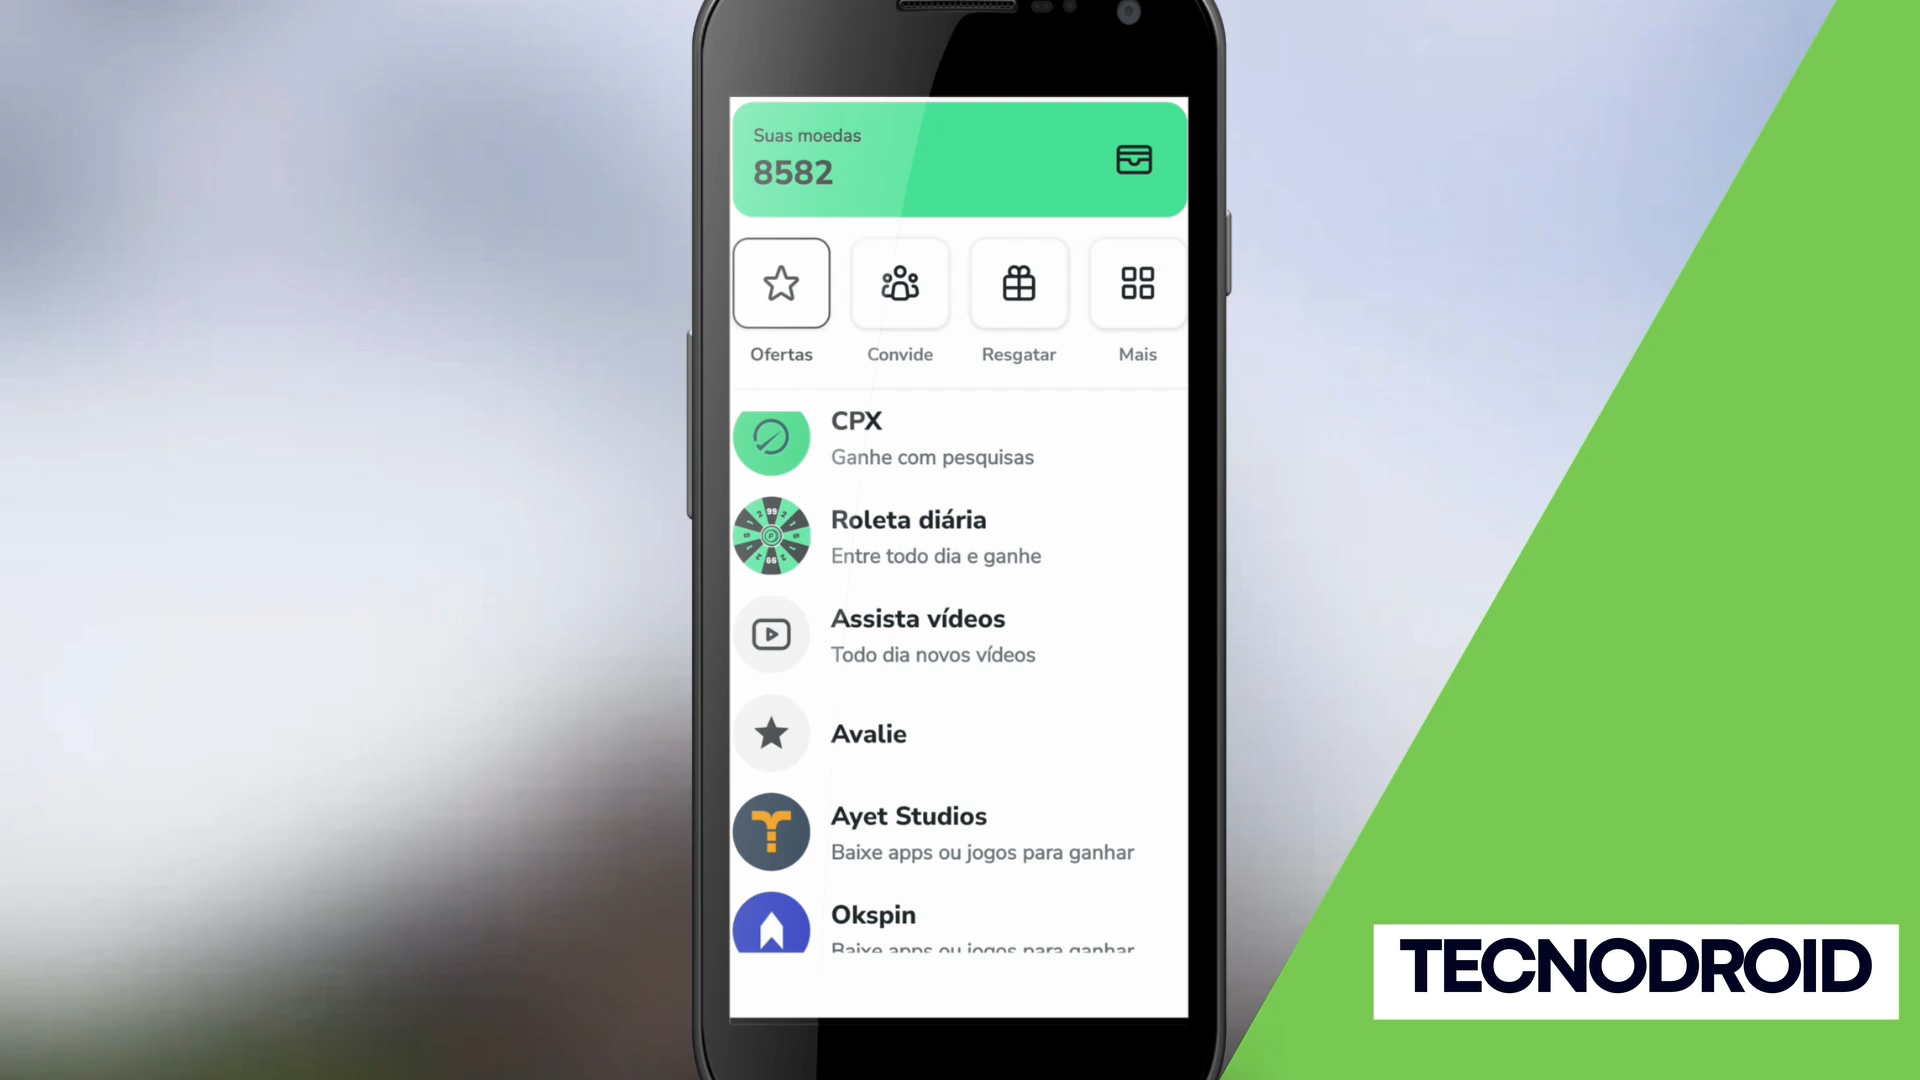 Suas moedas
8582
Ofertas
Convide
Resgatar
Mais
CPX
Ganhe com pesquisas
Roleta diária
Entre todo dia e ganhe
Assista vídeos
Todo dia novos vídeos
Avalie
Ayet Studios
Baixe apps ou jogos para ganhar
Okspin
Baixe apps ou jogos para ganhar
TECNODROID